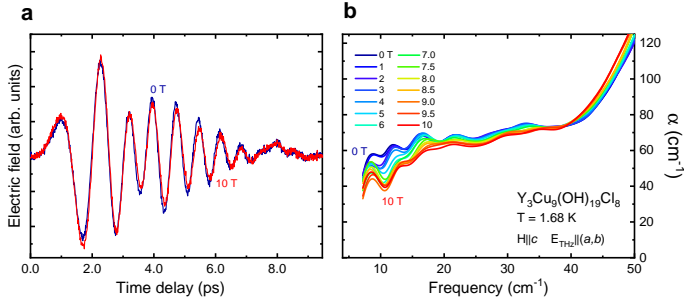 a
Electric field (arb. units)
0 T
10 T
0.0 2.0 4.0 6.0 8.0
Time delay (ps)
b
0 T 7.0
1 7.5
2 8.0
3 8.5
4 9.0
5 9.5
6 10
0 T
10 T
Y3Cu9(OH)19Cl8
T = 1.68 K
H||c ETHz||(a,b)
120
100
80
60
40
20
0
α (cm⁻¹)
10 20 30 40 50
Frequency (cm⁻¹)